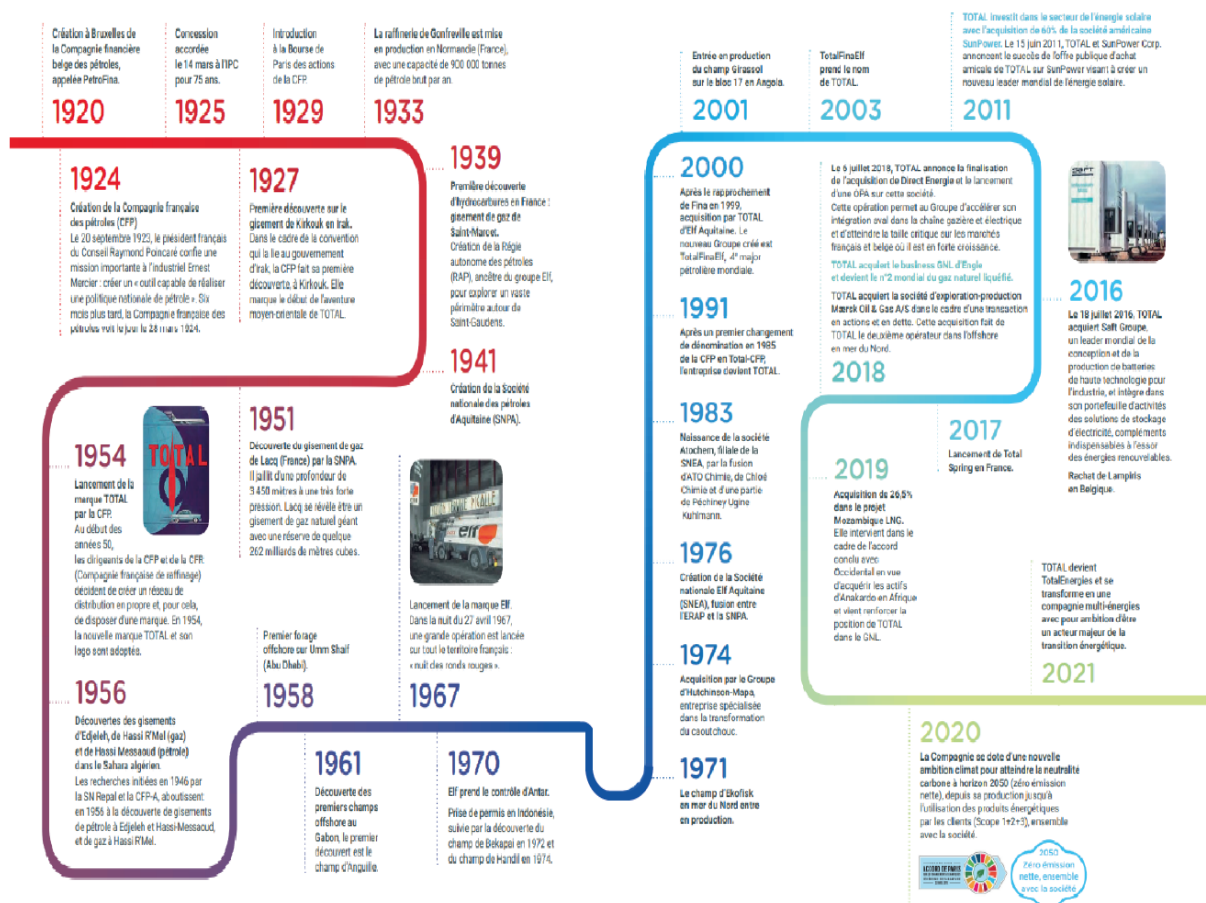 Création à Bruxelles de
la Compagnie financière
belge des pétroles,
appelée PetroFina.
1920
Concession
accordée
le 14 mars à l'IPC
pour 75 ans.
1925
Introduction
à la Bourse de
Paris des actions
de la CFP
1929
La raffinerie de Gonfreville est mise
en production en Normandie (France),
avec une capacité de 900 000 tonnes
de pétrole brut par an.
1933
1924
Création de la Compagnie française
des pétroles (CFP)
Le 20 septembre 1923, le président français
du Conseil Raymond Poincaré confie une
mission importante à l'industriel Ernest
Mercier : créer un « outil capable de réaliser
une politique nationale de pétrole ». Six
mois plus tard, la Compagnie française des
pétroles voit le jour le 28 mars 1924.
1927
Première découverte sur le
gisement de Kirkouk en Irak.
Dans le cadre de la convention
qui la lie au gouvernement
d'Irak, la CFP fait sa première
découverte, à Kirkouk. Elle
marque le début de l'aventure
moyen-orientale de TOTAL.
1939
Première découverte
d'hydrocarbures en France :
gisement de gaz de
Saint-Marcet.
Création de la Régie
autonome des pétroles
(RAP), ancêtre du groupe Elf,
pour explorer un vaste
périmètre autour de
Saint-Gaudens.
1941
Création de la Société
nationale des pétroles
d'Aquitaine (SNPA).
1951
Découverte du gisement de gaz
de Lacq (France) par la SNPA.
Il jaillit d'une profondeur de
3 450 mètres à une très forte
pression. Lacq se révèle être un
gisement de gaz naturel géant
avec une réserve de quelque
262 milliards de mètres cubes.
1954
Lancement de la
marque TOTAL
par la CFP.
Au début des
années 50,
les dirigeants de la CFP et de la CFR
(Compagnie française de raffinage)
décident de créer un réseau de
distribution en propre et, pour cela,
de disposer d'une marque. En 1954,
la nouvelle marque TOTAL et son
logo sont adoptés.
TOTAL
1956
Découvertes des gisements
d'Edjeleh, de Hassi R'Mel (gaz)
et de Hassi Messaoud (pétrole)
dans le Sahara algérien.
Les recherches initiées en 1946 par
la SN Repal et la CFP-A, aboutissent
en 1956 à la découverte de gisements
de pétrole à Edjeleh et Hassi-Messaoud,
et de gaz à Hassi R'Mel.
Premier forage
offshore sur Umm Shaif
(Abu Dhabi).
1958
1961
Découverte des
premiers champs
offshore au
Gabon, le premier
découvert est le
champ d'Anguille.
elf
Lancement de la marque Elf.
Dans la nuit du 27 avril 1967,
une grande opération est lancée
sur tout le territoire français :
« nuit des ronds rouges ».
1967
1970
Elf prend le contrôle d'Antar.
Prise de permis en Indonésie,
suivie par la découverte du
champ de Bekapai en 1972 et
du champ de Handil en 1974.
1971
Le champ d'Ekofisk
en mer du Nord entre
en production.
1974
Acquisition par le Groupe
d'Hutchinson-Mapa,
entreprise spécialisée
dans la transformation
du caoutchouc.
1976
Création de la Société
nationale Elf Aquitaine
(SNEA), fusion entre
l'ERAP et la SNPA.
1983
Naissance de la société
Atochem, filiale de la
SNEA, par la fusion
d'ATO Chimie, de Chloé
Chimie et d'une partie
de Péchiney Ugine
Kuhlmann.
1991
Après un premier changement
de dénomination en 1985
de la CFP en Total-CFP,
l'entreprise devient TOTAL.
2000
Après le rapprochement
de Fina en 1999,
acquisition par TOTAL
d'Elf Aquitaine. Le
nouveau Groupe créé est
TotalFinaElf, 4e major
pétrolière mondiale.
Entrée en production
du champ Girassol
sur le bloc 17 en Angola.
2001
TotalFinaElf
prend le nom
de TOTAL.
2003
TOTAL investit dans le secteur de l'énergie solaire
avec l'acquisition de 60% de la société américaine
SunPower. Le 15 juin 2011, TOTAL et SunPower Corp.
annoncent le succès de l'offre publique d'achat
amicale de TOTAL sur SunPower visant à créer un
nouveau leader mondial de l'énergie solaire.
2011
saft
2016
Le 18 juillet 2016, TOTAL
acquiert Saft Groupe,
un leader mondial de la
conception et de la
production de batteries
de haute technologie pour
l'industrie, et intègre dans
son portefeuille d'activités
des solutions de stockage
d'électricité, compléments
indispensables à l'essor
des énergies renouvelables.
Rachat de Lampiris
en Belgique.
2017
Lancement de Total
Spring en France.
Le 6 juillet 2018, TOTAL annonce la finalisation
de l'acquisition de Direct Energie et le lancement
d'une OPA sur cette société.
Cette opération permet au Groupe d'accélérer son
intégration aval dans la chaîne gazière et électrique
et d'atteindre la taille critique sur les marchés
français et belge où il est en forte croissance.
TOTAL acquiert le business GNL d'Engie
et devient le n°2 mondial du gaz naturel liquéfié.
TOTAL acquiert la société d'exploration-production
Mærsk Oil & Gas A/S dans le cadre d'une transaction
en actions et en dette. Cette acquisition fait de
TOTAL le deuxième opérateur dans l'offshore
en mer du Nord.
2018
2019
Acquisition de 26,5%
dans le projet
Mozambique LNG.
Elle intervient dans le
cadre de l'accord
conclu avec
Occidental en vue
d'acquérir les actifs
d'Anakardo en Afrique
et vient renforcer la
position de TOTAL
dans le GNL.
2020
La Compagnie se dote d'une nouvelle
ambition climat pour atteindre la neutralité
carbone à horizon 2050 (zéro émission
nette), depuis sa production jusqu'à
l'utilisation des produits énergétiques
par les clients (Scope 1+2+3), ensemble
avec la société.
ACCORD DE PARIS
2050
Zéro émission
nette, ensemble
avec la société
TOTAL devient
TotalEnergies et se
transforme en une
compagnie multi-énergies
avec pour ambition d'être
un acteur majeur de la
transition énergétique.
2021